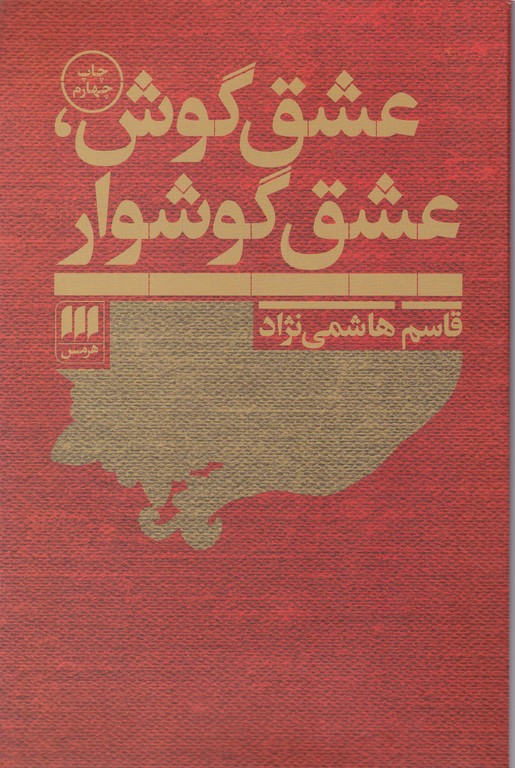 چاپ
چهارم
عشق گوش،
عشق گوشوار
قاسم هاشمی‌نژاد
هرمس